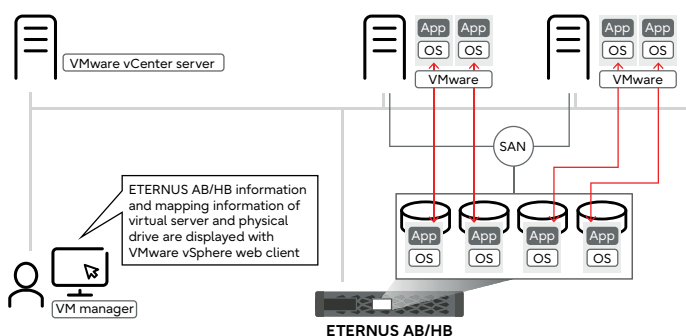 App App
OS OS
VMware
App App
OS OS
VMware
VMware vCenter server
SAN
ETERNUS AB/HB information
and mapping information of
virtual server and physical
drive are displayed with
VMware vSphere web client
App App App App
OS OS OS OS
VM manager
ETERNUS AB/HB